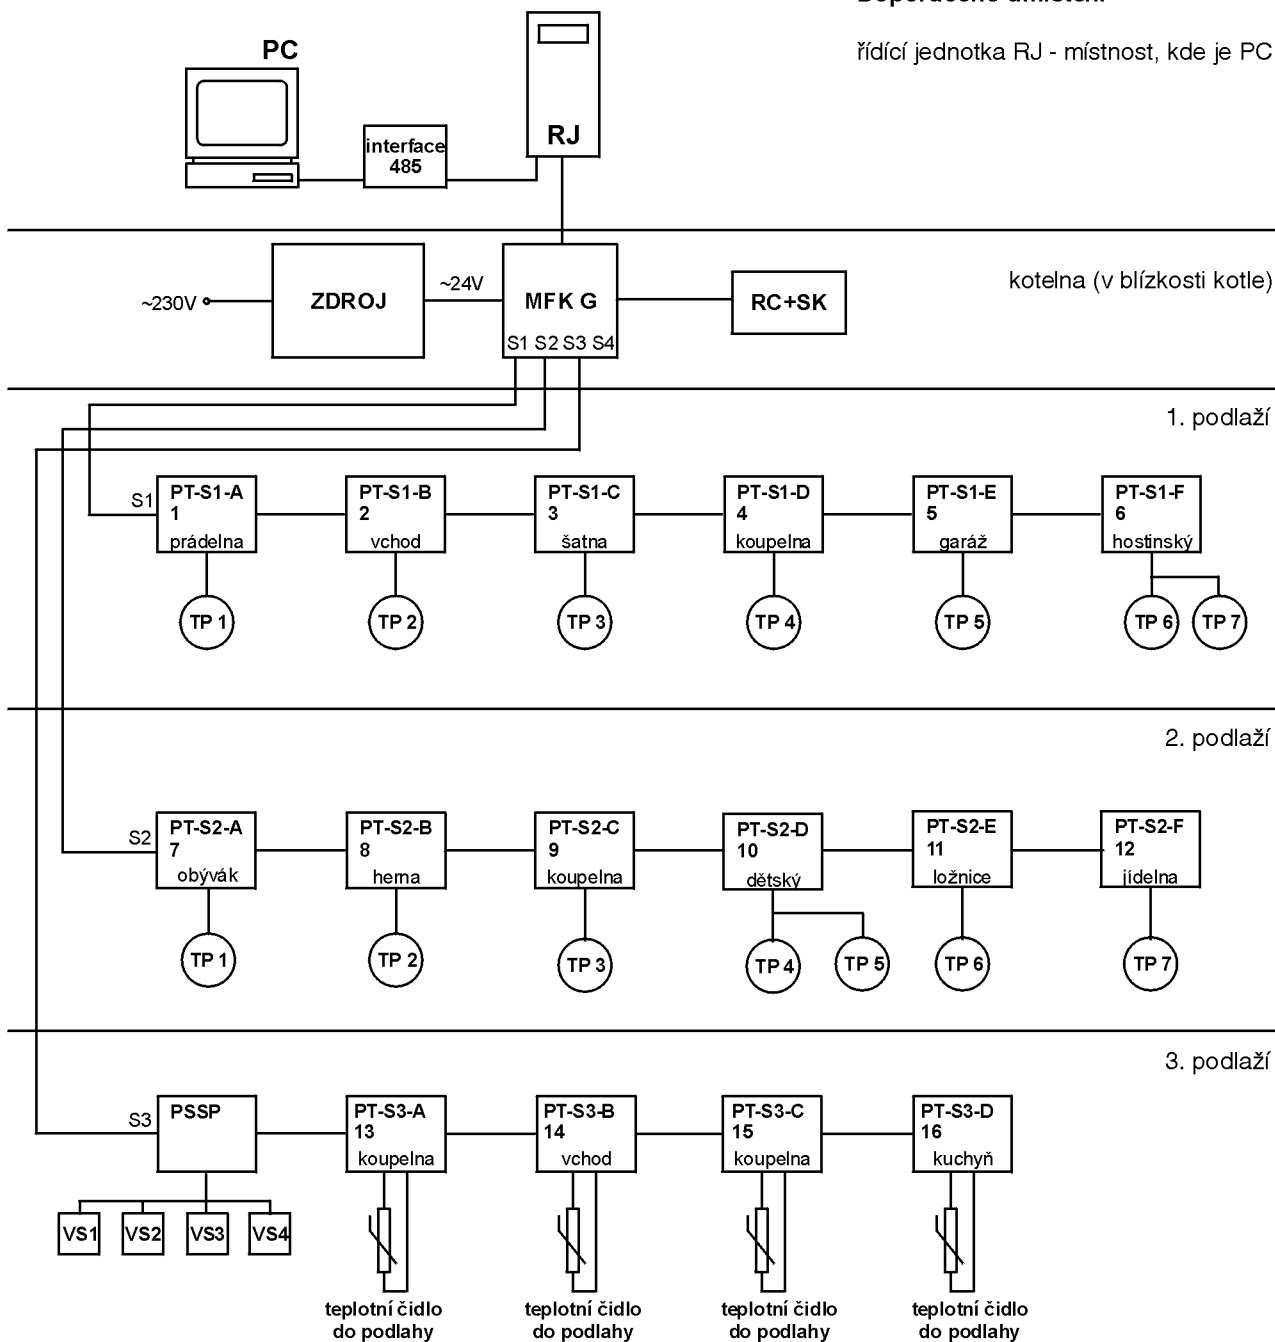 Doporučené umístění
PC
řídící jednotka RJ - místnost, kde je PC
RJ
interface
485
kotelna (v blízkosti kotle)
~230V
ZDROJ
~24V
MFK G
RC+SK
S1 S2 S3 S4
1. podlaží
S1
PT-S1-A
1
prádelna
PT-S1-B
2
vchod
PT-S1-C
3
šatna
PT-S1-D
4
koupelna
PT-S1-E
5
garáž
PT-S1-F
6
hostinský
TP 1
TP 2
TP 3
TP 4
TP 5
TP 6
TP 7
2. podlaží
S2
PT-S2-A
7
obývák
PT-S2-B
8
herna
PT-S2-C
9
koupelna
PT-S2-D
10
dětský
PT-S2-E
11
ložnice
PT-S2-F
12
jídelna
TP 1
TP 2
TP 3
TP 4
TP 5
TP 6
TP 7
3. podlaží
S3
PSSP
PT-S3-A
13
koupelna
PT-S3-B
14
vchod
PT-S3-C
15
koupelna
PT-S3-D
16
kuchyň
VS1
VS2
VS3
VS4
teplotní čidlo
do podlahy
teplotní čidlo
do podlahy
teplotní čidlo
do podlahy
teplotní čidlo
do podlahy